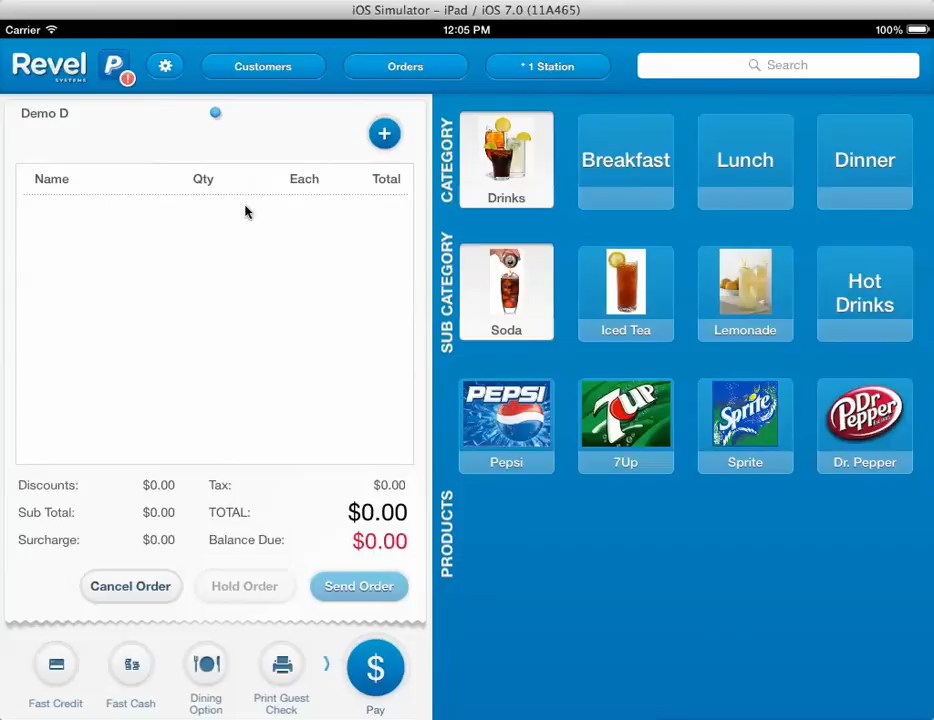 iOS Simulator – iPad / iOS 7.0 (11A465)
Carrier 12:05 PM 100%
Revel
SYSTEMS
P
!
Customers
Orders
* 1 Station
Search
Demo D
+
Name Qty Each Total
Discounts: $0.00 Tax: $0.00
Sub Total: $0.00 TOTAL: $0.00
Surcharge: $0.00 Balance Due: $0.00
Cancel Order
Hold Order
Send Order
Fast Credit
Fast Cash
Dining
Option
Print Guest
Check
$
Pay
CATEGORY
Drinks
Breakfast
Lunch
Dinner
SUB CATEGORY
Soda
Iced Tea
Lemonade
Hot
Drinks
PRODUCTS
PEPSI
Pepsi
7UP
7Up
Sprite
Sprite
Dr Pepper
Dr. Pepper